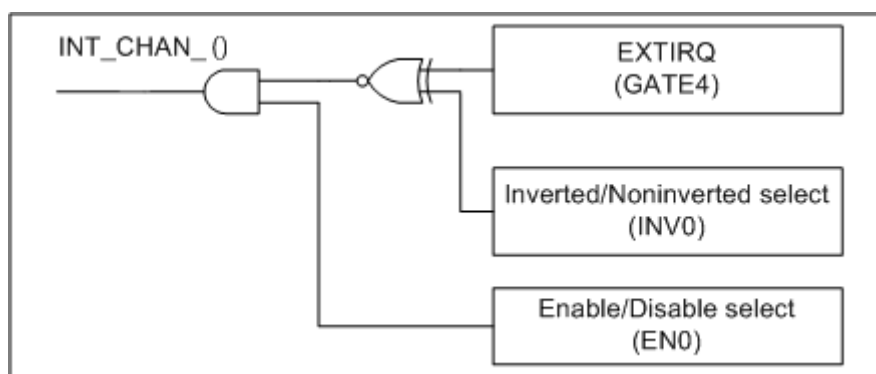 INT_CHAN_()
EXTIRQ
(GATE4)
Inverted/Noninverted select
(INV0)
Enable/Disable select
(EN0)